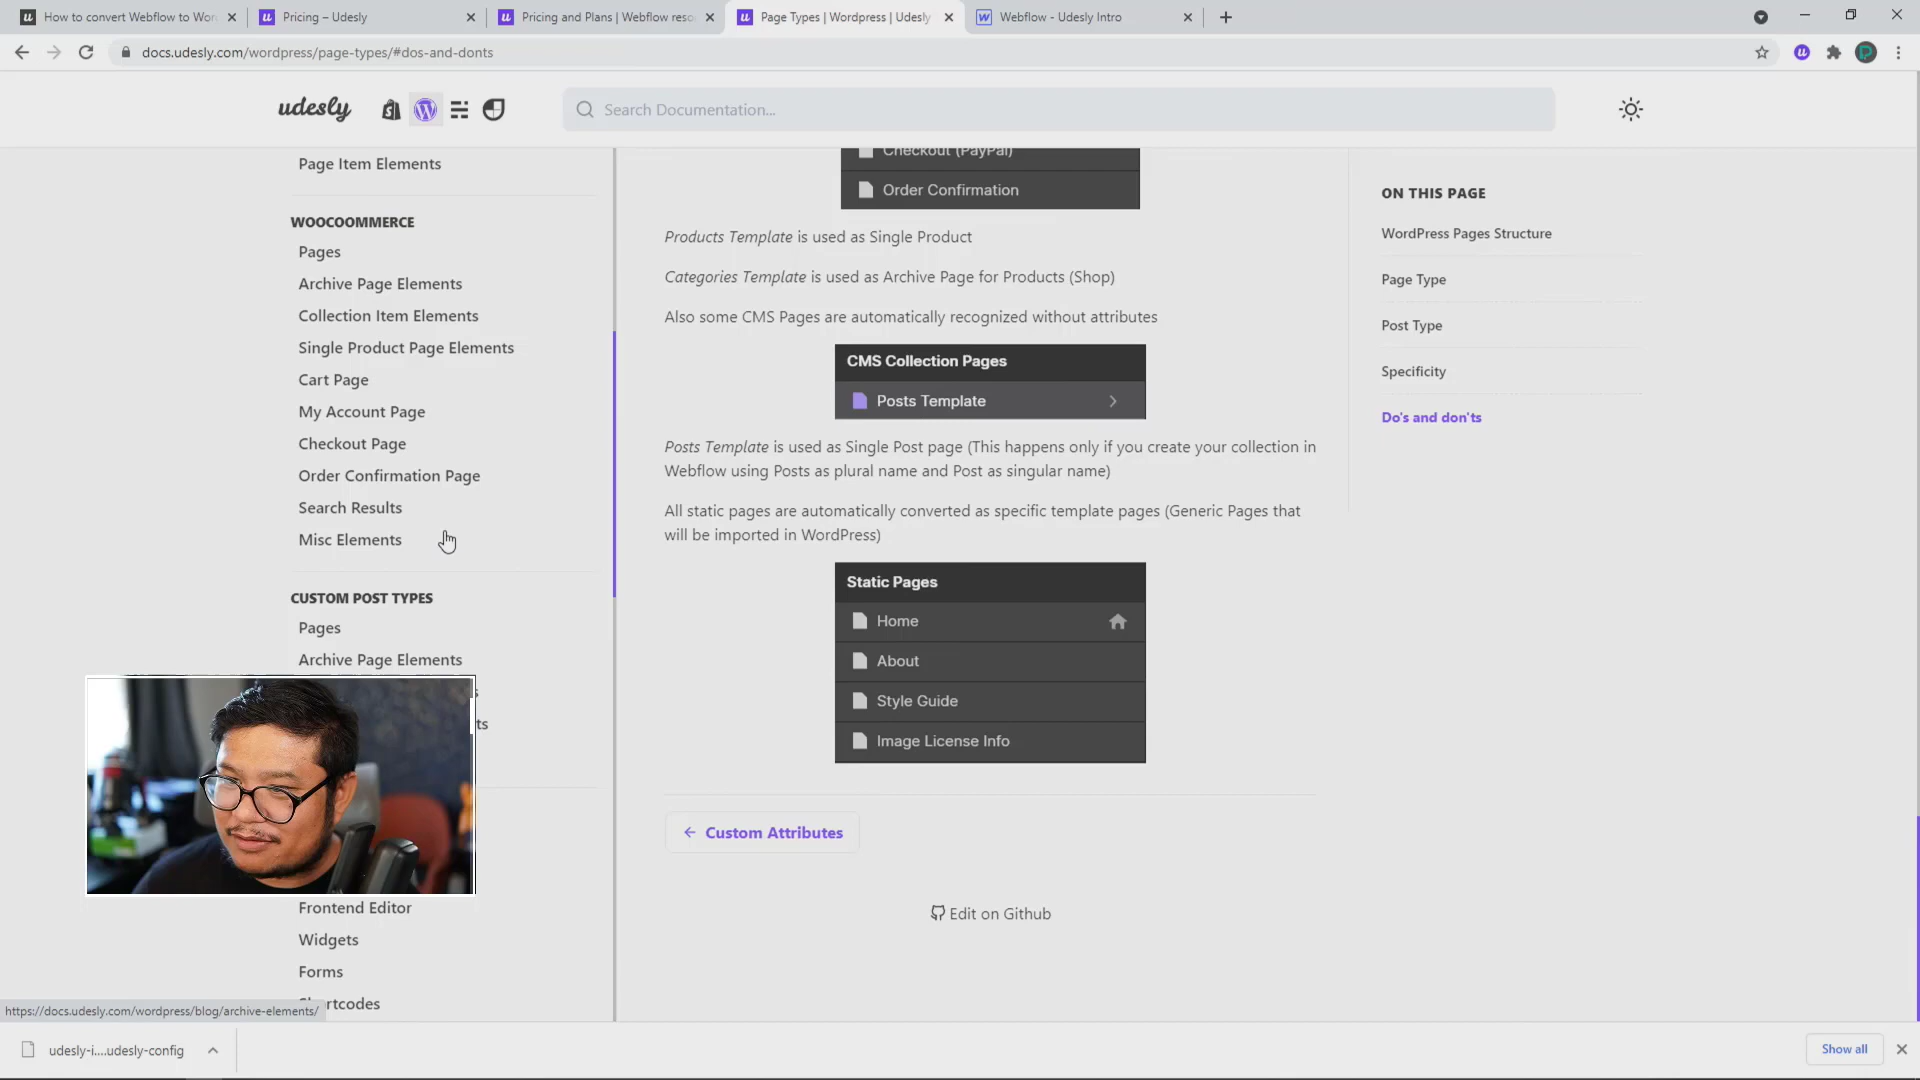 How to convert Webflow to Wor
Pricing – Udesly
Pricing and Plans | Webflow reso
Page Types | Wordpress | Udesly
Webflow - Udesly Intro
docs.udesly.com/wordpress/page-types/#dos-and-donts
udesly
Search Documentation...
Page Item Elements
WOOCOOMMERCE
Pages
Archive Page Elements
Collection Item Elements
Single Product Page Elements
Cart Page
My Account Page
Checkout Page
Order Confirmation Page
Search Results
Misc Elements
CUSTOM POST TYPES
Pages
Archive Page Elements
s
ts
Frontend Editor
Widgets
Forms
Shortcodes
Checkout (PayPal)
Order Confirmation
Products Template is used as Single Product
Categories Template is used as Archive Page for Products (Shop)
Also some CMS Pages are automatically recognized without attributes
CMS Collection Pages
Posts Template
Posts Template is used as Single Post page (This happens only if you create your collection in
Webflow using Posts as plural name and Post as singular name)
All static pages are automatically converted as specific template pages (Generic Pages that
will be imported in WordPress)
Static Pages
Home
About
Style Guide
Image License Info
← Custom Attributes
Edit on Github
ON THIS PAGE
WordPress Pages Structure
Page Type
Post Type
Specificity
Do's and don'ts
https://docs.udesly.com/wordpress/blog/archive-elements/
udesly-i....udesly-config
Show all